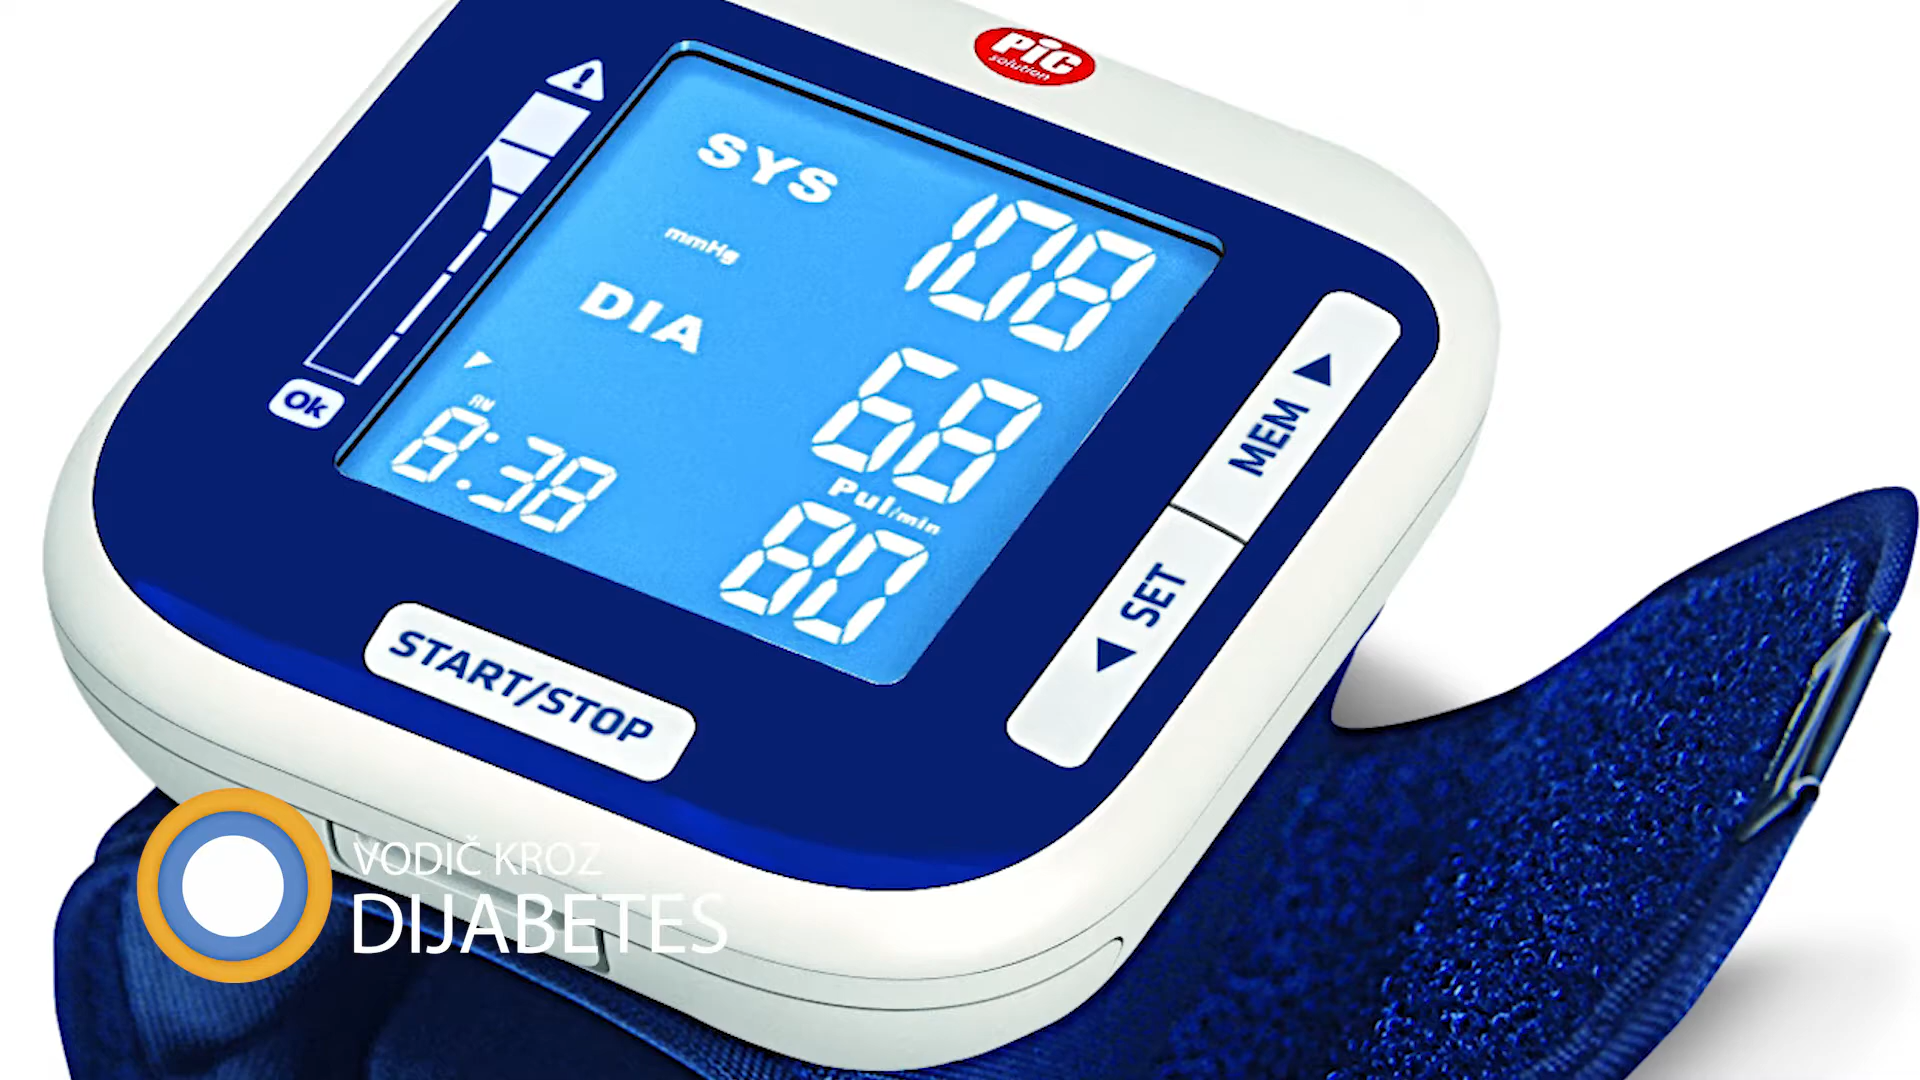 PiC
solution
SYS
108
mmHg
DIA
68
AM
8:38
Pul/min
80
Ok
MEM
SET
START/STOP
VODIČ KROZ
DIJABETES